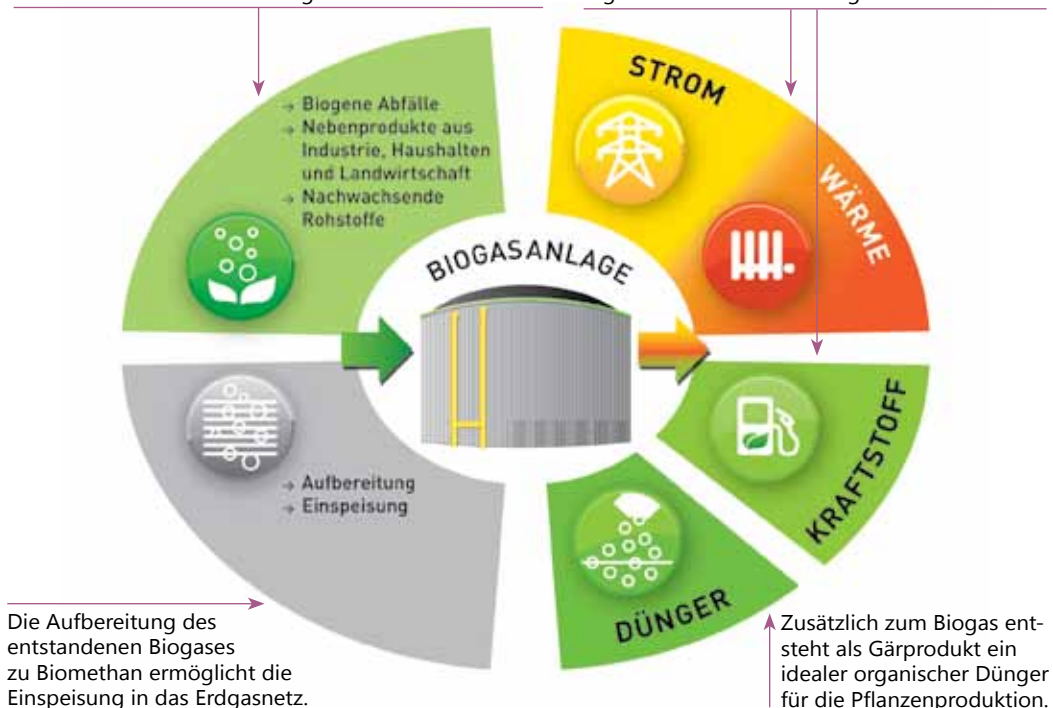 → Biogene Abfälle
→ Nebenprodukte aus
Industrie, Haushalten
und Landwirtschaft
→ Nachwachsende
Rohstoffe
STROM
WÄRME
BIOGASANLAGE
KRAFTSTOFF
→ Aufbereitung
→ Einspeisung
DÜNGER
Die Aufbereitung des
entstandenen Biogases
zu Biomethan ermöglicht die
Einspeisung in das Erdgasnetz.
Zusätzlich zum Biogas ent-
steht als Gärprodukt ein
idealer organischer Dünger
für die Pflanzenproduktion.